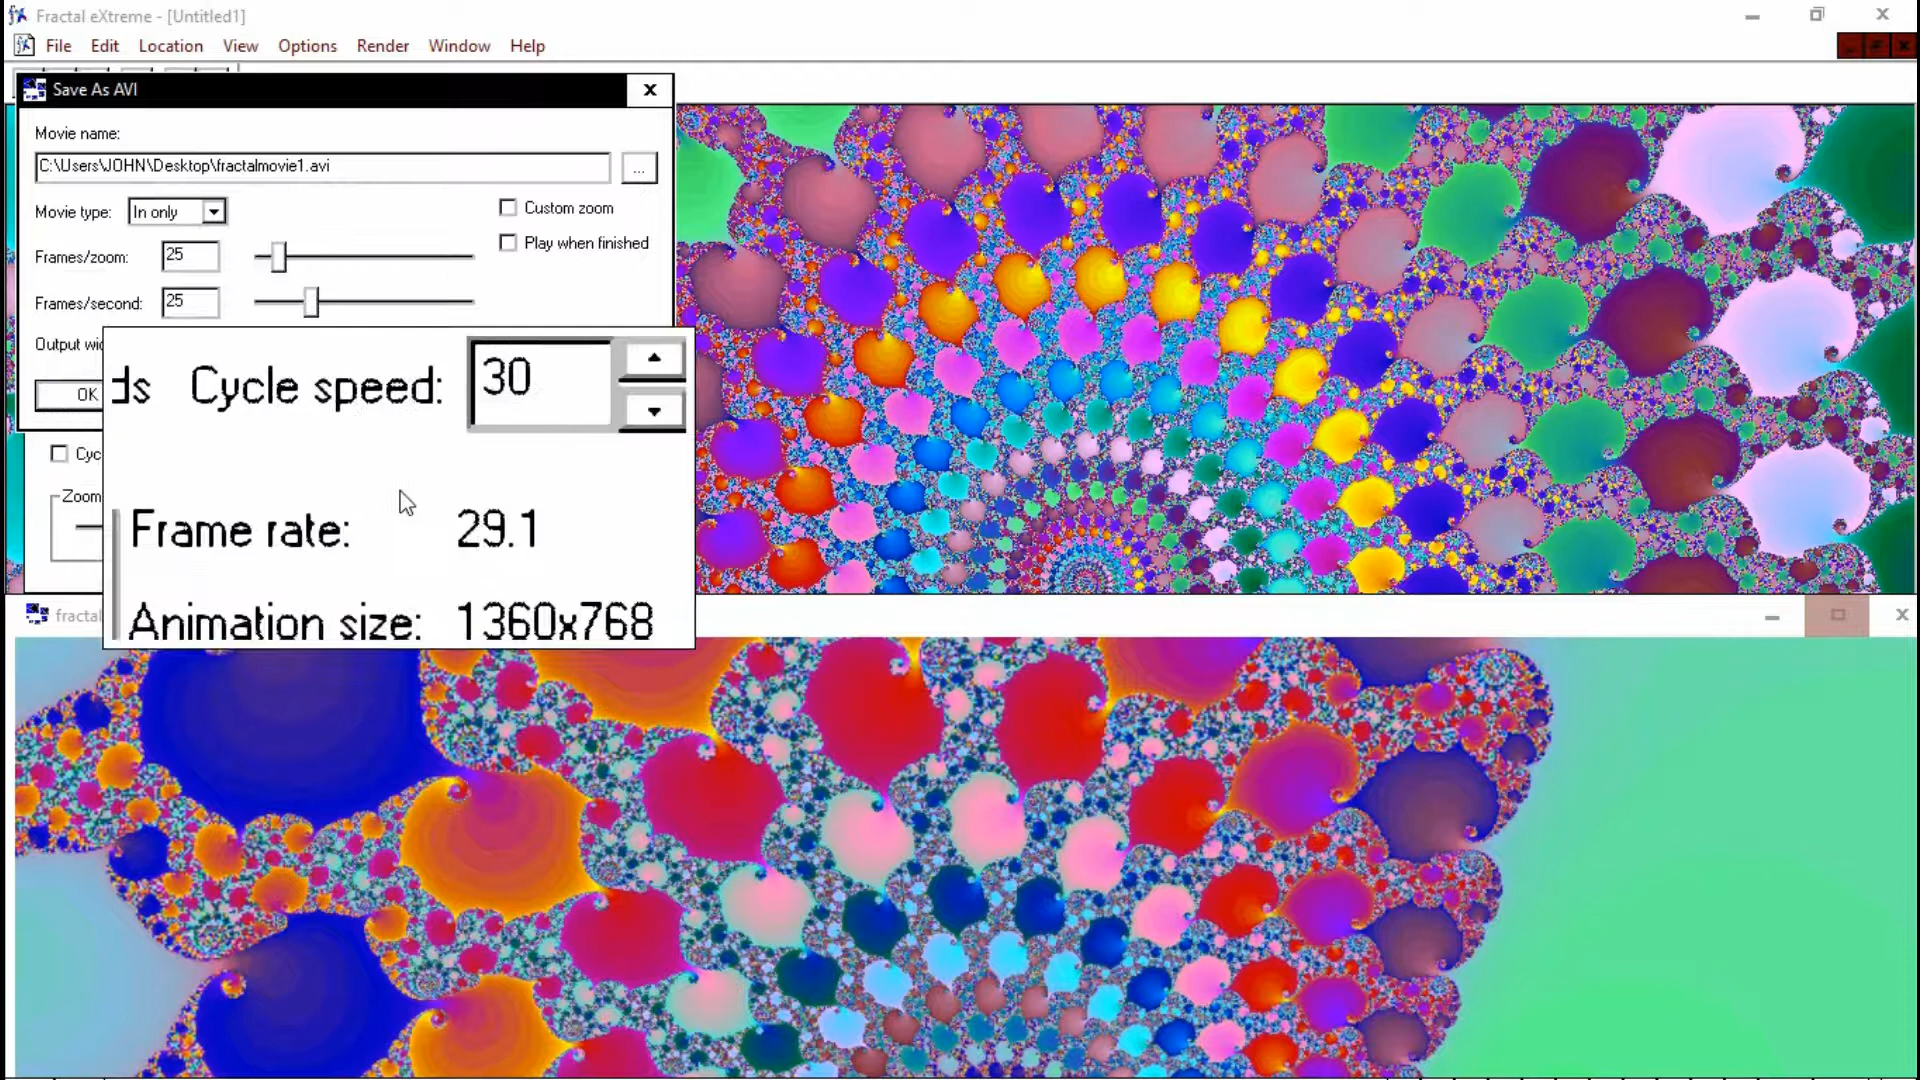 Fractal eXtreme - [Untitled1]
File Edit Location View Options Render Window Help
Save As AVI
Movie name:
C:\Users\JOHN\Desktop\fractalmovie1.avi
...
Movie type: In only
Custom zoom
Frames/zoom: 25
Play when finished
Frames/second: 25
Output wid
OK
ds Cycle speed: 30
Cyc
Zoom
Frame rate: 29.1
Animation size: 1360x768
fractal